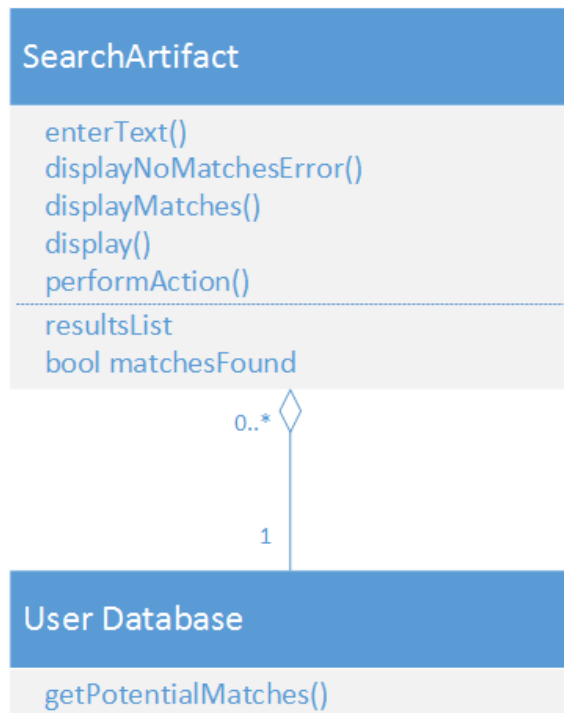 SearchArtifact
enterText()
displayNoMatchesError()
displayMatches()
display()
performAction()
resultsList
bool matchesFound
0..*
1
User Database
getPotentialMatches()